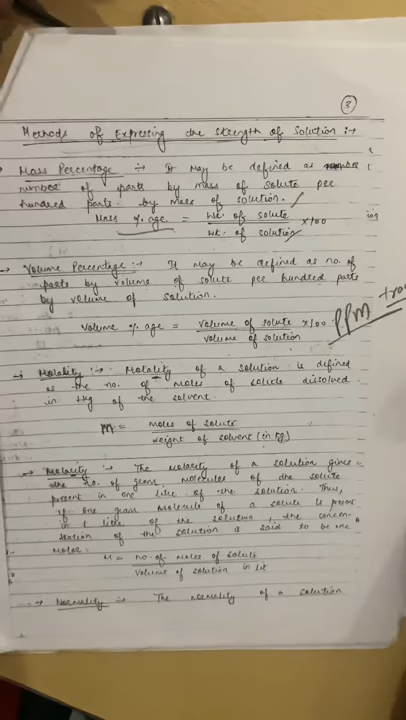 3
Methods of Expressing the strength of Solution :→
→ Mass Percentage :→ It may be defined as
number of parts by mass of solute per
hundred parts by mass of solution.
Mass % age = wt. of solute × 100
wt. of solution
→ Volume Percentage :→ It may be defined as no. of
parts by volume of solute per hundred parts
by volume of solution.
Volume % age = volume of solute × 100
volume of solution
PPM
→ Molality :→ Molality of a solution is defined
as the no. of moles of solute dissolved
in 1kg of the solvent.
m = moles of solute
weight of solvent (in kg)
→ Molarity :→ The molarity of a solution gives
the no. of gram molecules of the solute
present in one litre of the solution. Thus,
if one gram molecule of a solute is present
in 1 litre of the solution, the concen-
tration of the solution is said to be one
molar.
M = no. of moles of solute
Volume of solution in lit
→ Normality :→ The normality of a solution